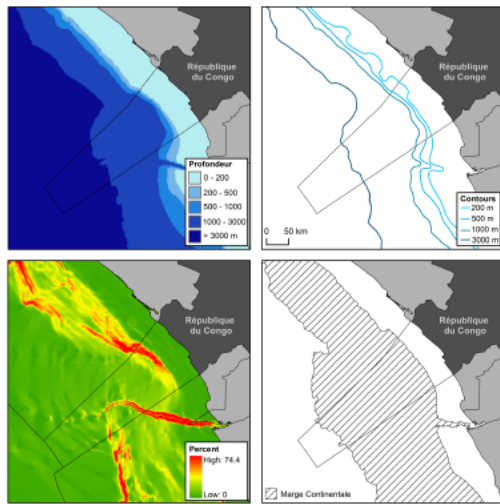 République
du Congo
Profondeur
0 - 200
200 - 500
500 - 1000
1000 - 3000
> 3000 m
République
du Congo
Contours
200 m
500 m
1000 m
3000 m
0 50 km
République
du Congo
Percent
High: 74.4
Low: 0
République
du Congo
Marge Continentale